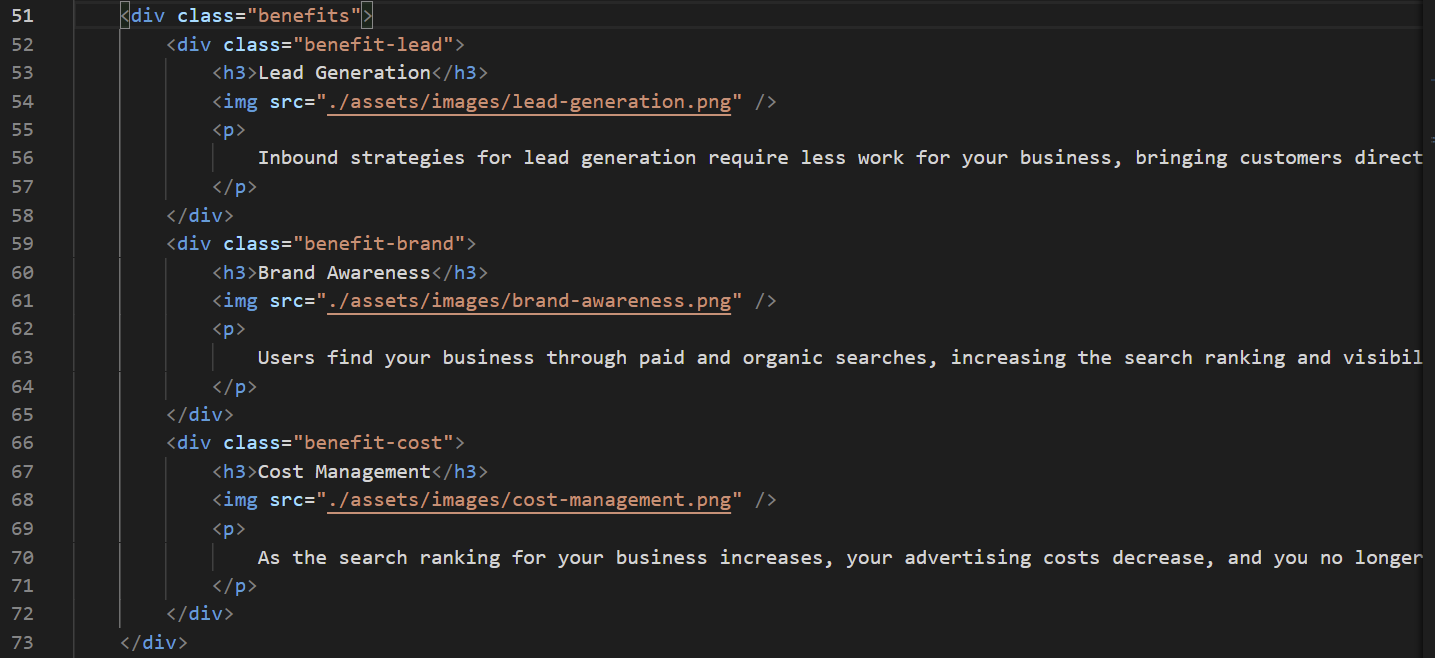 51 <div class="benefits">
52 <div class="benefit-lead">
53 <h3>Lead Generation</h3>
54 <img src="./assets/images/lead-generation.png" />
55 <p>
56 Inbound strategies for lead generation require less work for your business, bringing customers direct
57 </p>
58 </div>
59 <div class="benefit-brand">
60 <h3>Brand Awareness</h3>
61 <img src="./assets/images/brand-awareness.png" />
62 <p>
63 Users find your business through paid and organic searches, increasing the search ranking and visibil
64 </p>
65 </div>
66 <div class="benefit-cost">
67 <h3>Cost Management</h3>
68 <img src="./assets/images/cost-management.png" />
69 <p>
70 As the search ranking for your business increases, your advertising costs decrease, and you no longer
71 </p>
72 </div>
73 </div>